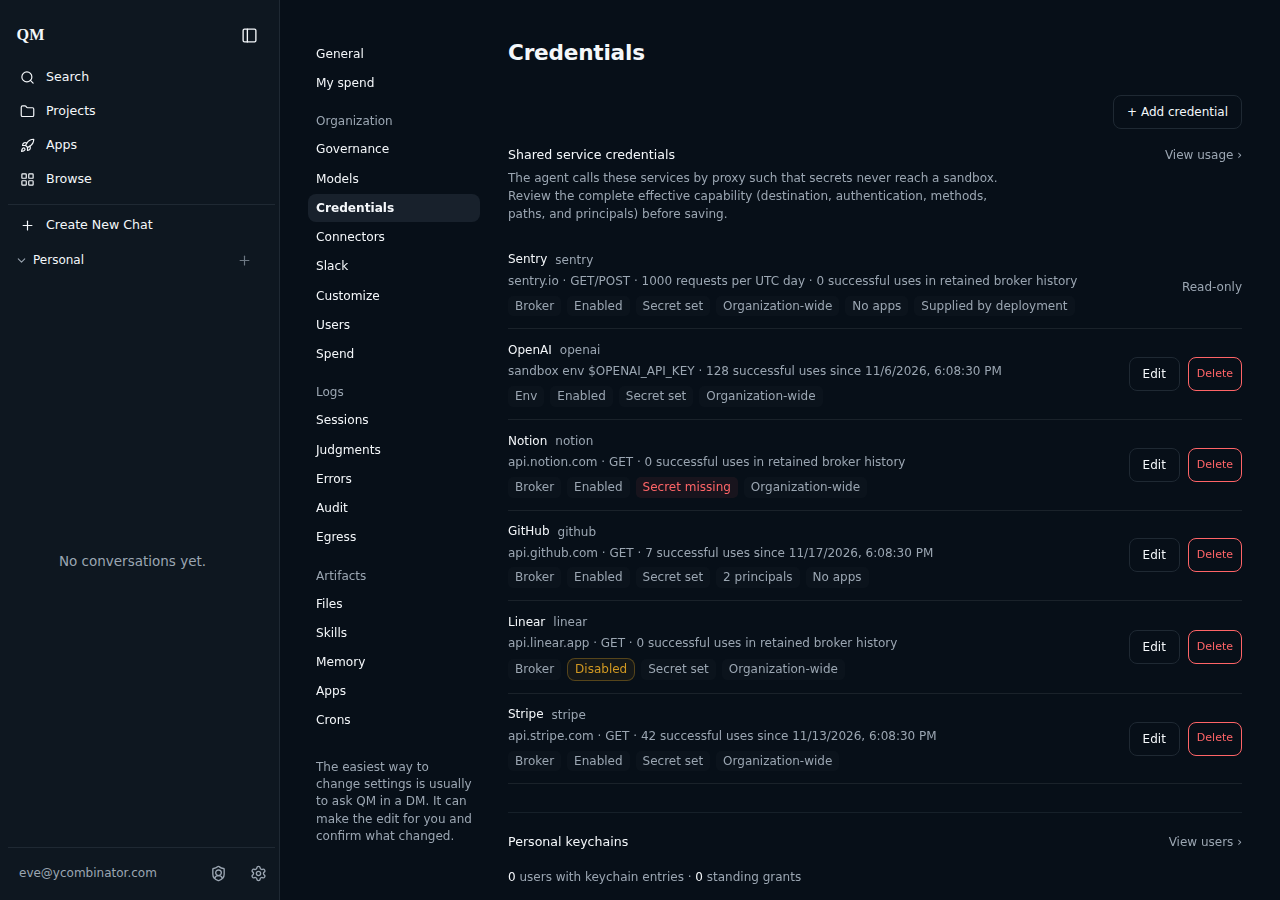 QM
Search
Projects
Apps
Browse
Create New Chat
Personal
No conversations yet.
eve@ycombinator.com
General
My spend
Organization
Governance
Models
Credentials
Connectors
Slack
Customize
Users
Spend
Logs
Sessions
Judgments
Errors
Audit
Egress
Artifacts
Files
Skills
Memory
Apps
Crons
The easiest way to
change settings is usually
to ask QM in a DM. It can
make the edit for you and
confirm what changed.
Credentials
+ Add credential
Shared service credentials
View usage ›
The agent calls these services by proxy such that secrets never reach a sandbox.
Review the complete effective capability (destination, authentication, methods,
paths, and principals) before saving.
Sentry sentry
sentry.io · GET/POST · 1000 requests per UTC day · 0 successful uses in retained broker history
Broker Enabled Secret set Organization-wide No apps Supplied by deployment
Read-only
OpenAI openai
sandbox env $OPENAI_API_KEY · 128 successful uses since 11/6/2026, 6:08:30 PM
Env Enabled Secret set Organization-wide
Edit Delete
Notion notion
api.notion.com · GET · 0 successful uses in retained broker history
Broker Enabled Secret missing Organization-wide
Edit Delete
GitHub github
api.github.com · GET · 7 successful uses since 11/17/2026, 6:08:30 PM
Broker Enabled Secret set 2 principals No apps
Edit Delete
Linear linear
api.linear.app · GET · 0 successful uses in retained broker history
Broker Disabled Secret set Organization-wide
Edit Delete
Stripe stripe
api.stripe.com · GET · 42 successful uses since 11/13/2026, 6:08:30 PM
Broker Enabled Secret set Organization-wide
Edit Delete
Personal keychains
View users ›
0 users with keychain entries · 0 standing grants